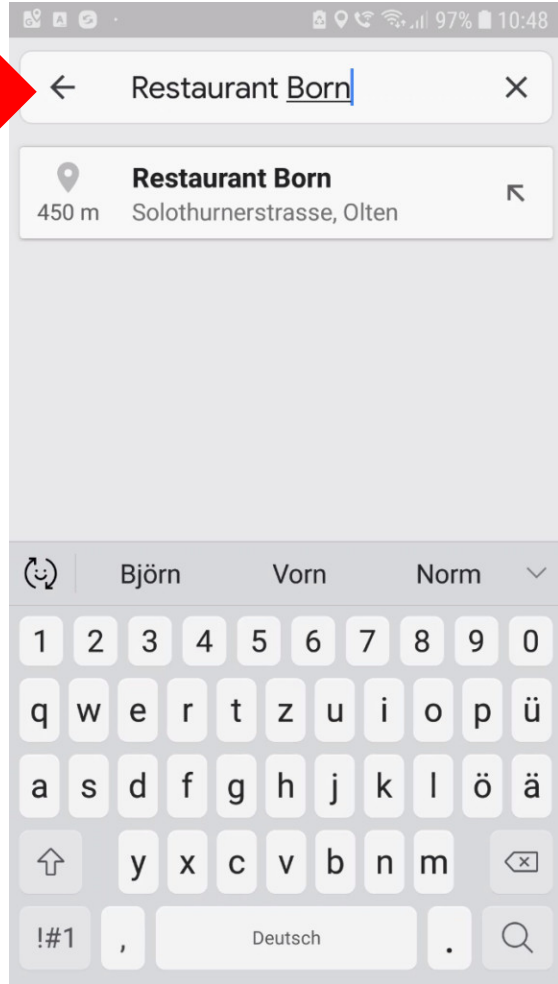 97% 10:48
Restaurant Born
Restaurant Born
450 m Solothurnerstrasse, Olten
Björn Vorn Norm
1 2 3 4 5 6 7 8 9 0
q w e r t z u i o p ü
a s d f g h j k l ö ä
y x c v b n m
!#1 , Deutsch .